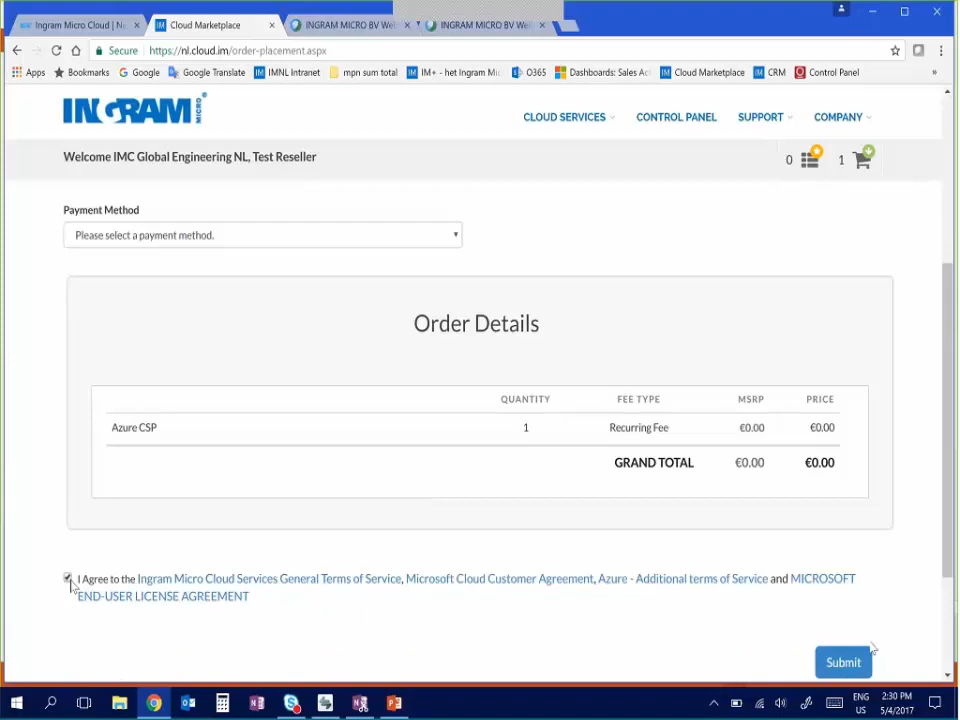 Ingram Micro Cloud | N
Cloud Marketplace
INGRAM MICRO BV We
INGRAM MICRO BV We
Secure
https://nl.cloud.im/order-placement.aspx
Apps
Bookmarks
Google
Google Translate
IMNL Intranet
mpn sum total
IM+ - het Ingram Mi
O365
Dashboards: Sales Ac
Cloud Marketplace
CRM
Control Panel
»
INGRAM MICRO
CLOUD SERVICES
CONTROL PANEL
SUPPORT
COMPANY
Welcome IMC Global Engineering NL, Test Reseller
0
1
Payment Method
Please select a payment method.
Order Details
QUANTITY FEE TYPE MSRP PRICE
Azure CSP 1 Recurring Fee €0.00 €0.00
GRAND TOTAL €0.00 €0.00
I Agree to the Ingram Micro Cloud Services General Terms of Service, Microsoft Cloud Customer Agreement, Azure - Additional terms of Service and MICROSOFT
END-USER LICENSE AGREEMENT
Submit
ENG
US
2:30 PM
5/4/2017